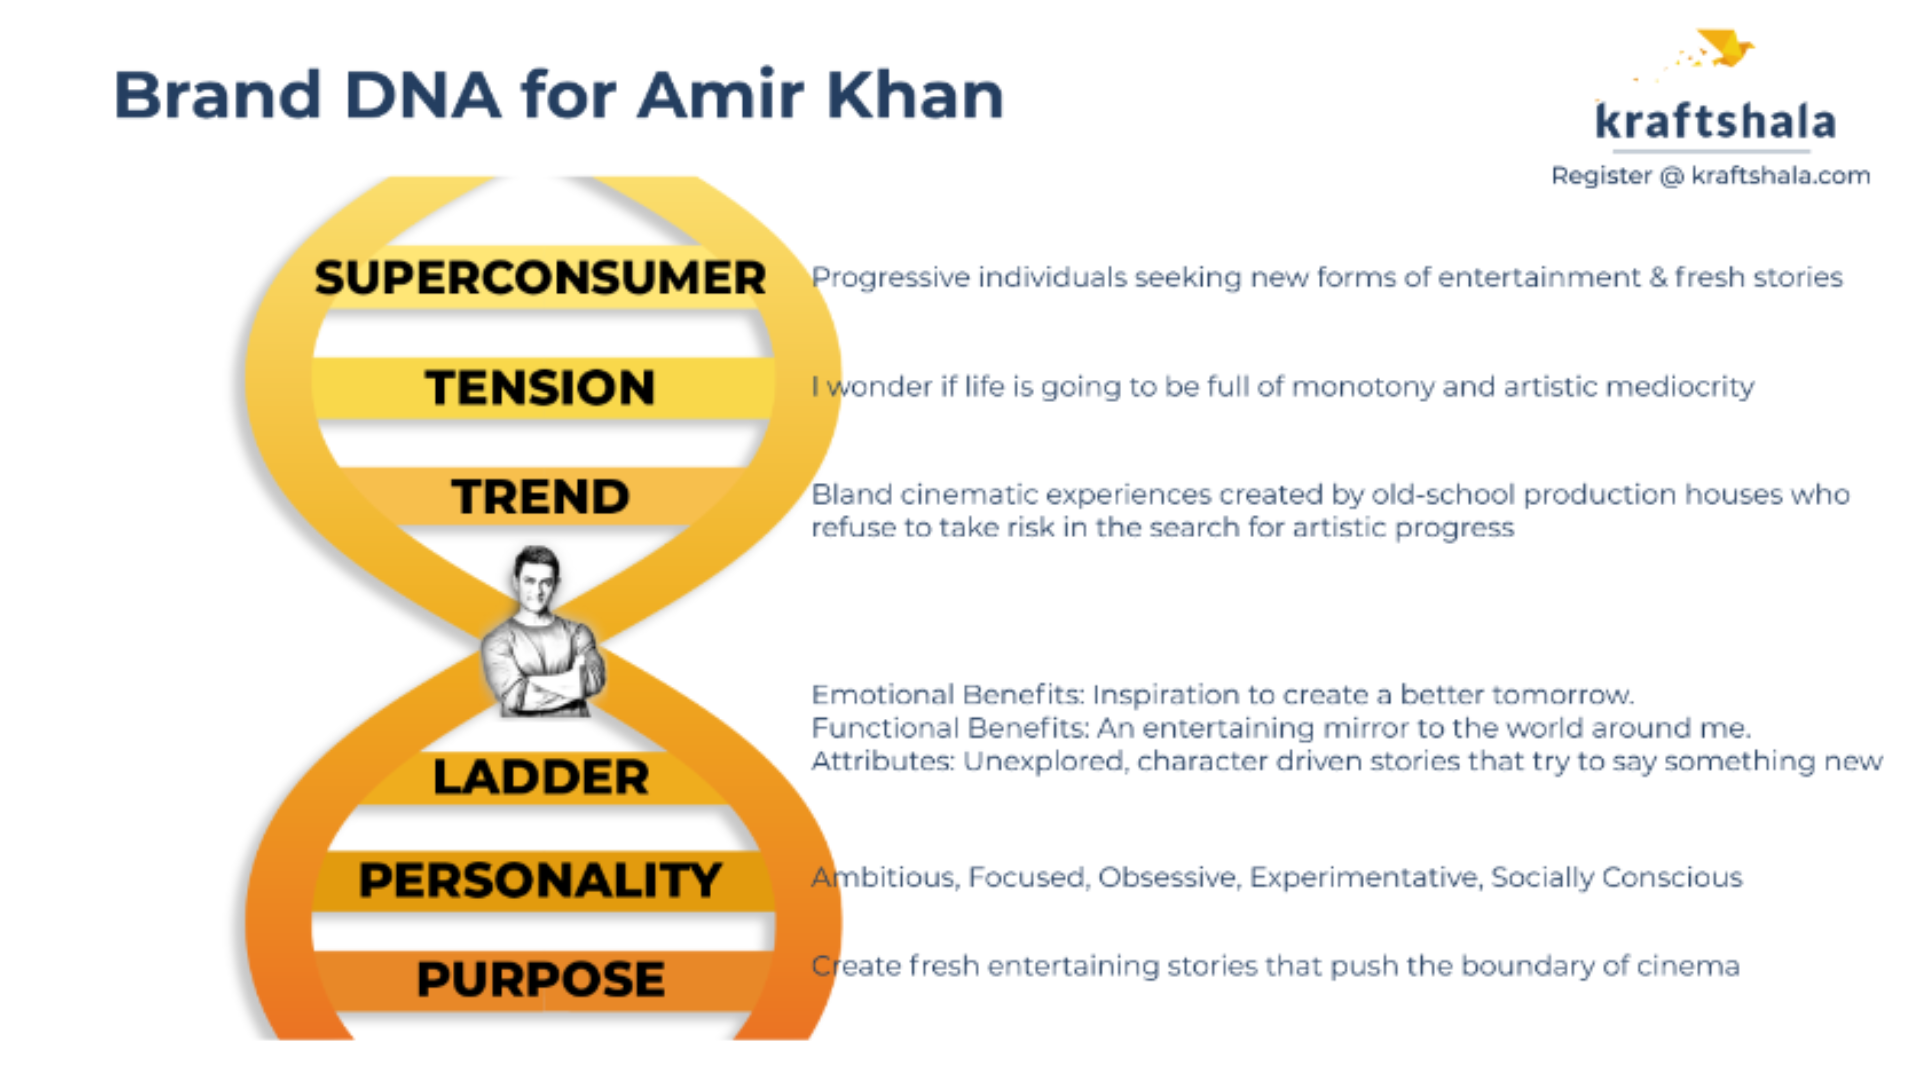 Brand DNA for Amir Khan
kraftshala
Register @ kraftshala.com
SUPERCONSUMER
Progressive individuals seeking new forms of entertainment & fresh stories
TENSION
I wonder if life is going to be full of monotony and artistic mediocrity
TREND
Bland cinematic experiences created by old-school production houses who
refuse to take risk in the search for artistic progress
LADDER
Emotional Benefits: Inspiration to create a better tomorrow.
Functional Benefits: An entertaining mirror to the world around me.
Attributes: Unexplored, character driven stories that try to say something new
PERSONALITY
Ambitious, Focused, Obsessive, Experimentative, Socially Conscious
PURPOSE
Create fresh entertaining stories that push the boundary of cinema